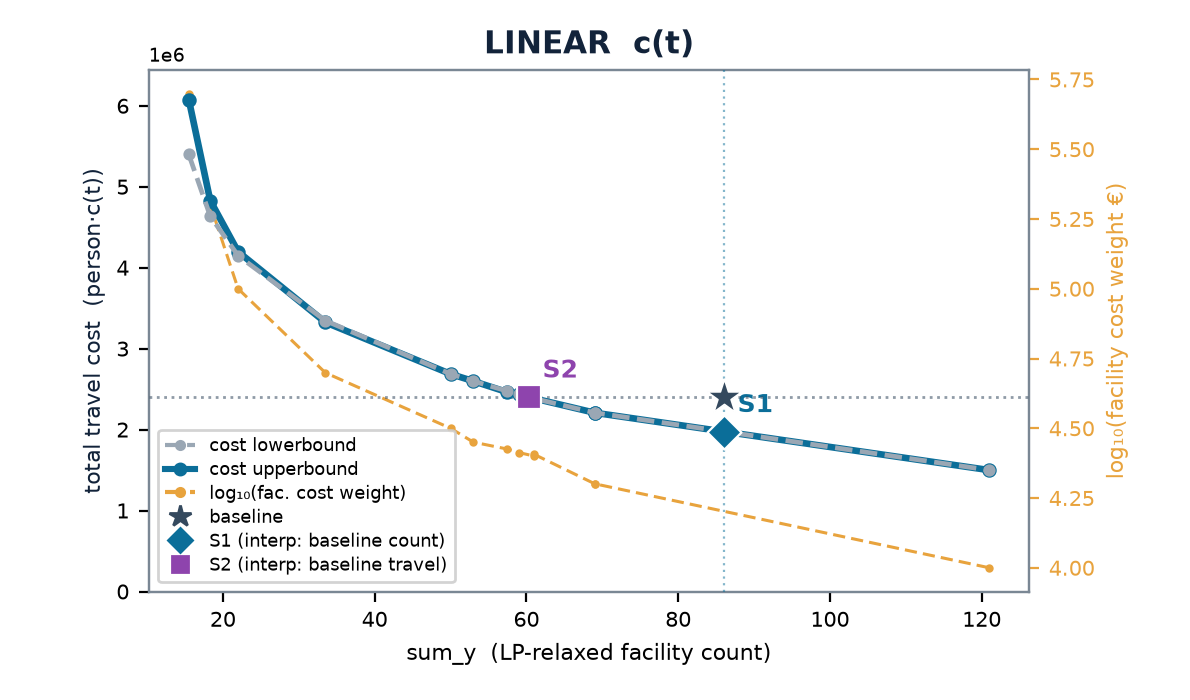 LINEAR c(t)
1e6
6
5
4
3
2
1
0
total travel cost (person·c(t))
20
40
60
80
100
120
sum_y (LP-relaxed facility count)
5.75
5.50
5.25
5.00
4.75
4.50
4.25
4.00
log₁₀(facility cost weight €)
S2
S1
cost lowerbound
cost upperbound
log₁₀(fac. cost weight)
baseline
S1 (interp: baseline count)
S2 (interp: baseline travel)